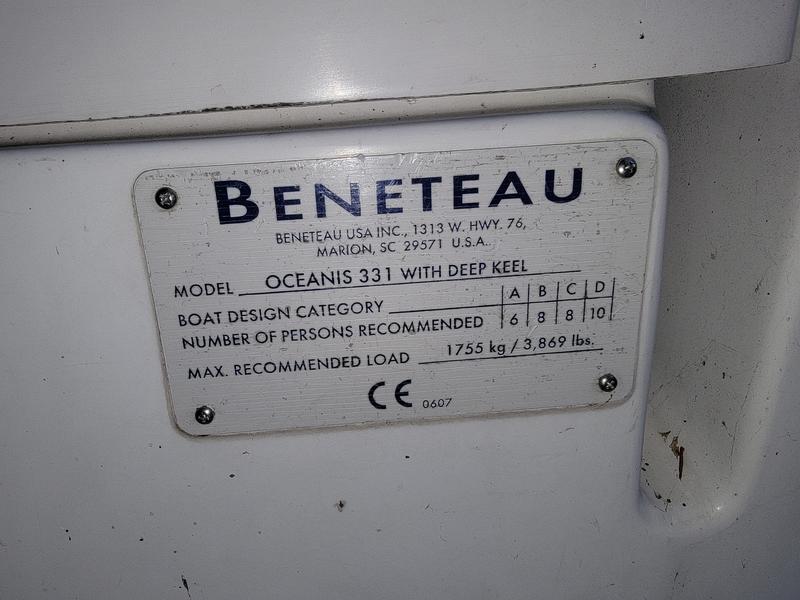 BENETEAU
BENETEAU USA INC., 1313 W. HWY. 76,
MARION, SC 29571 U.S.A.
MODEL OCEANIS 331 WITH DEEP KEEL
BOAT DESIGN CATEGORY A B C D
NUMBER OF PERSONS RECOMMENDED 6 8 8 10
MAX. RECOMMENDED LOAD 1755 kg / 3,869 lbs.
CE 0607